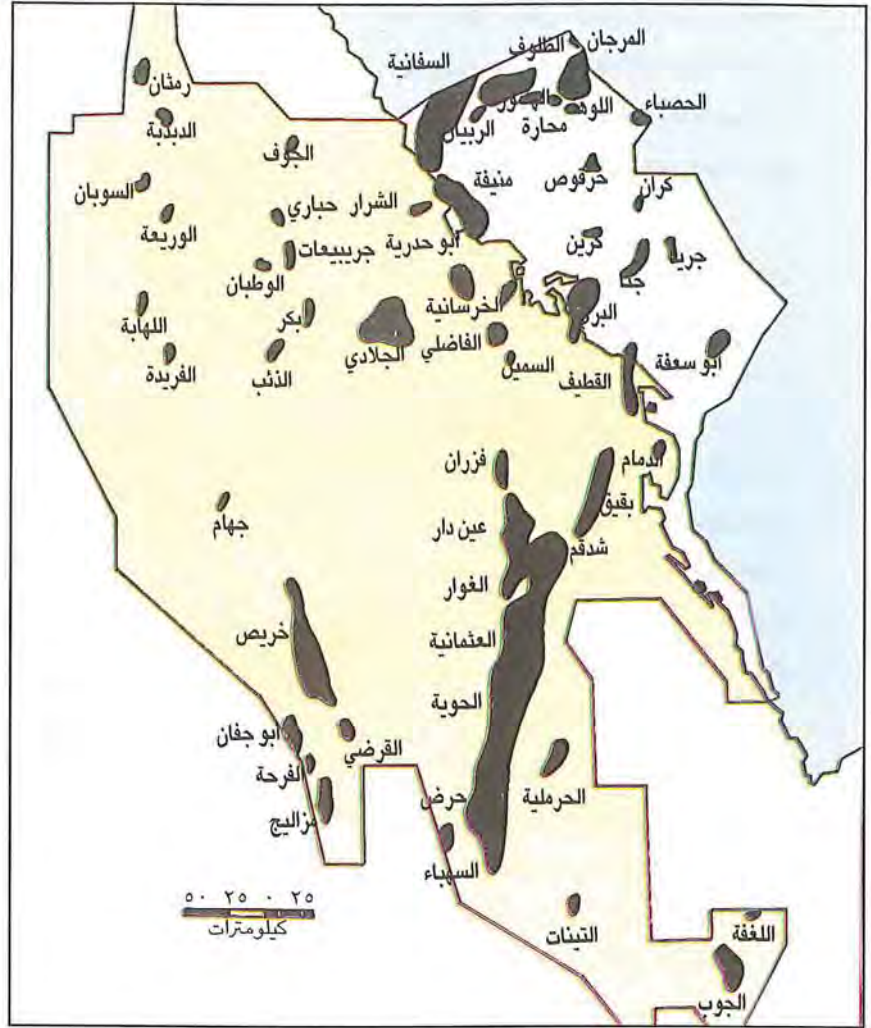 المرجان
الظلوف
السفانية
رمثان
الحصباء
اللوهـ
محارة
الربيان
الدبدبة
الجوف
حرقوص
منيفة
كران
السوبان
الشرار
حباري
الوريعة
أبو حدرية
كرين
جريد
جريبيعات
الوطبان
جنا
الخرسانية
البري
اللهابة
بكر
الفاضلي
الجلادي
أبو سعفة
السمين
القطيف
الفريدة
الذئب
فزران
الدمام
بقيق
جهام
عين دار
شدقم
الغوار
خريص
العثمانية
الحوية
أبو جفان
القرضي
الفرحة
حرض
الحرملية
مزاليج
السهباء
٥٠ ٢٥ ٠ ٢٥
كيلومترات
التينات
اللغفة
الجوب